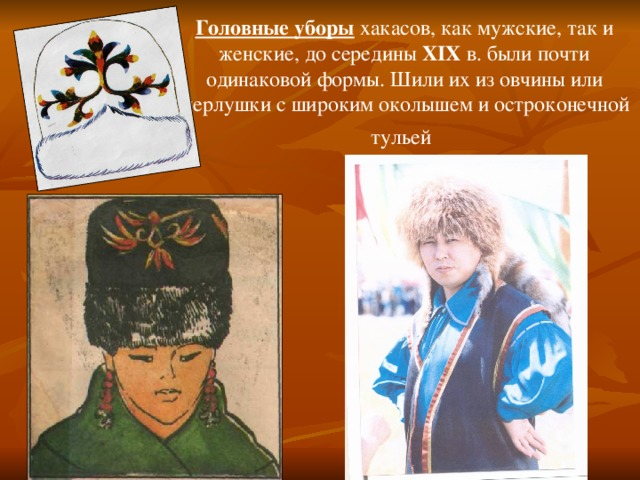 Головные уборы хакасов, как мужские, так и
женские, до середины XIX в. были почти
одинаковой формы. Шили их из овчины или
ерлушки с широким околышем и остроконечной
тульей